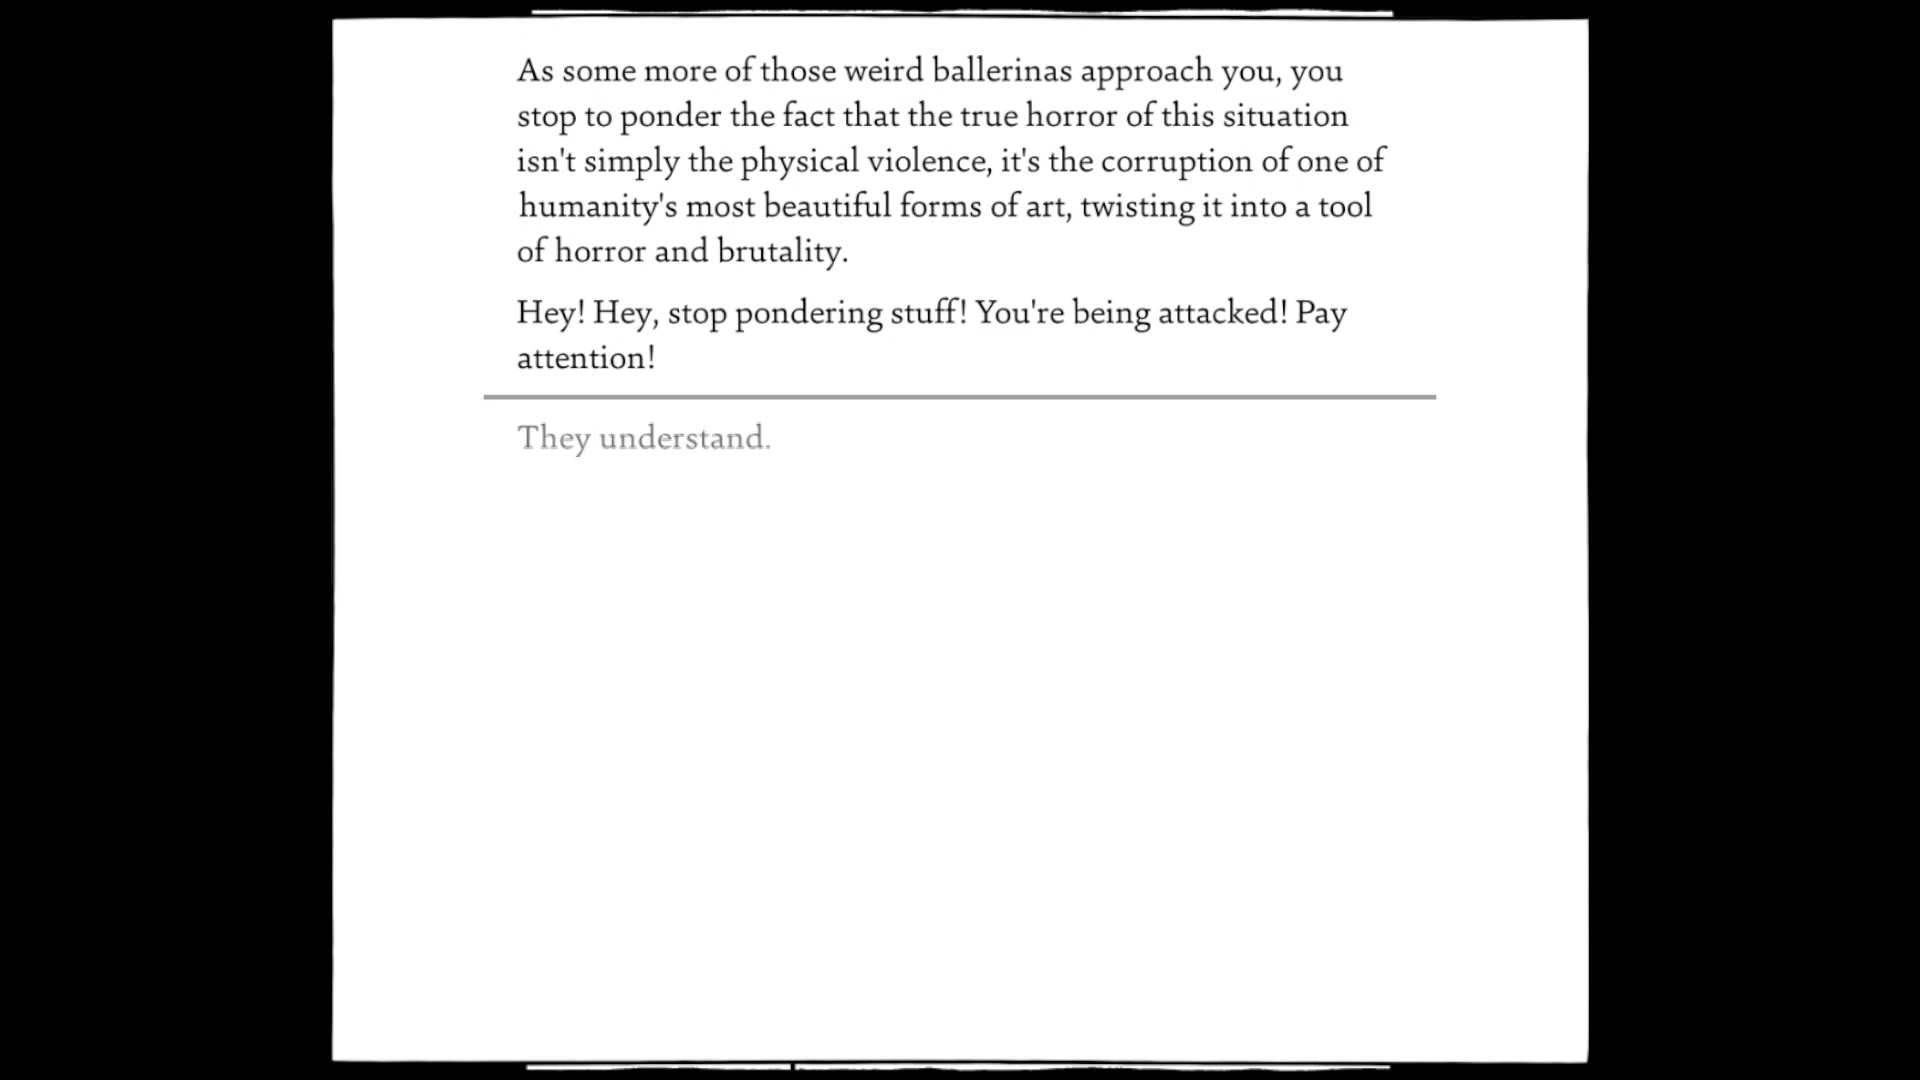 As some more of those weird ballerinas approach you, you
stop to ponder the fact that the true horror of this situation
isn't simply the physical violence, it's the corruption of one of
humanity's most beautiful forms of art, twisting it into a tool
of horror and brutality.
Hey! Hey, stop pondering stuff! You're being attacked! Pay
attention!
They understand.